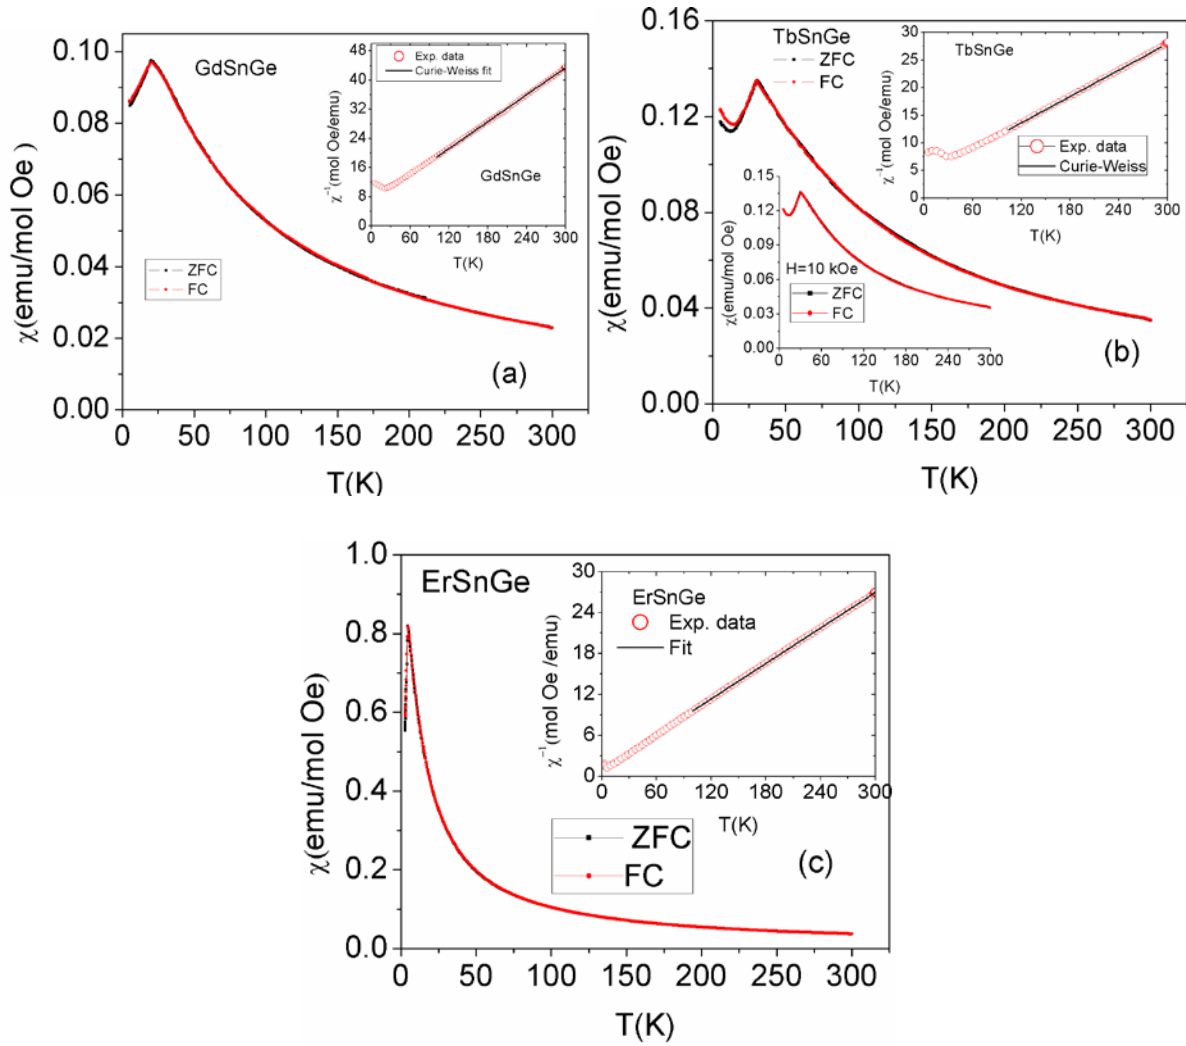 GdSnGe
χ(emu/mol Oe )
0.10
0.08
0.06
0.04
0.02
0.00
0 50 100 150 200 250 300
T(K)
ZFC
FC
(a)
χ⁻¹(mol Oe/emu)
48
40
32
24
16
8
0
0 60 120 180 240 300
T(K)
Exp. data
Curie-Weiss fit
GdSnGe
TbSnGe
ZFC
FC
χ(emu/mol Oe)
0.16
0.12
0.08
0.04
0.00
0 50 100 150 200 250 300
T(K)
(b)
TbSnGe
χ⁻¹(mol Oe/emu)
30
25
20
15
10
5
0
0 60 120 180 240 300
T(K)
Exp. data
Curie-Weiss
χ(emu/mol Oe)
0.15
0.12
0.09
0.06
0.03
0.00
0 60 120 180 240 300
T(K)
H=10 kOe
ZFC
FC
ErSnGe
χ(emu/mol Oe)
1.0
0.8
0.6
0.4
0.2
0.0
0 50 100 150 200 250 300
T(K)
ZFC
FC
(c)
ErSnGe
Exp. data
Fit
χ⁻¹(mol Oe /emu)
30
24
18
12
6
0
0 60 120 180 240 300
T(K)